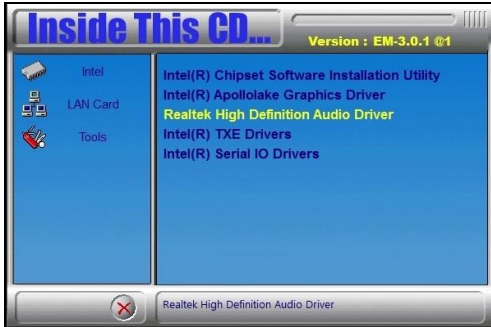 Inside This CD...
Version : EM-3.0.1 @1
Intel
LAN Card
Tools
Intel(R) Chipset Software Installation Utility
Intel(R) Apollolake Graphics Driver
Realtek High Definition Audio Driver
Intel(R) TXE Drivers
Intel(R) Serial IO Drivers
Realtek High Definition Audio Driver